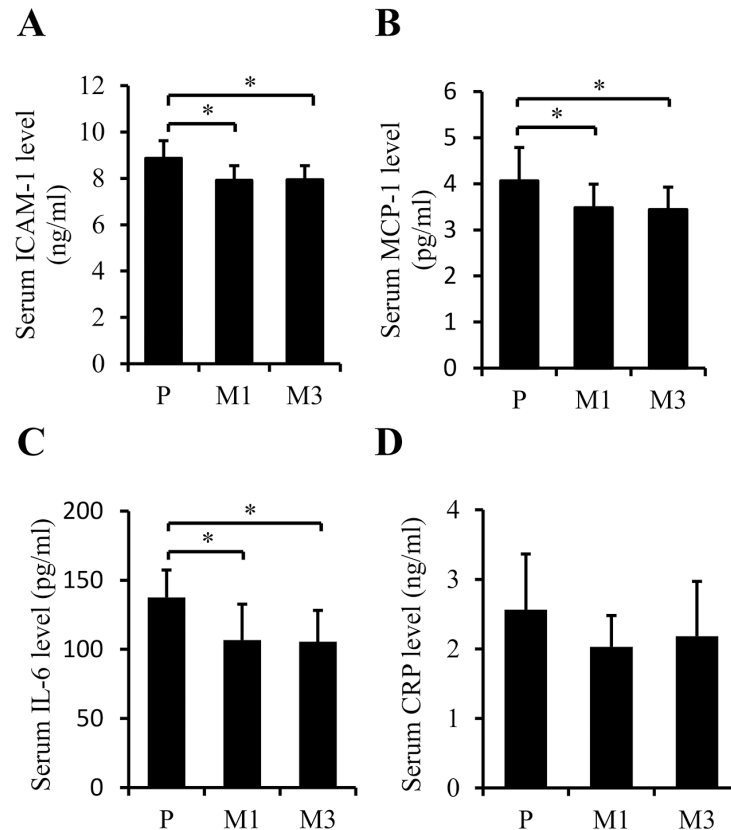 A
Serum ICAM-1 level
(ng/ml)
12
10
8
6
4
2
0
*
*
P M1 M3
B
Serum MCP-1 level
(pg/ml)
6
5
4
3
2
1
0
*
*
P M1 M3
C
Serum IL-6 level (pg/ml)
200
150
100
50
0
*
*
P M1 M3
D
Serum CRP level (ng/ml)
4
3
2
1
0
P M1 M3